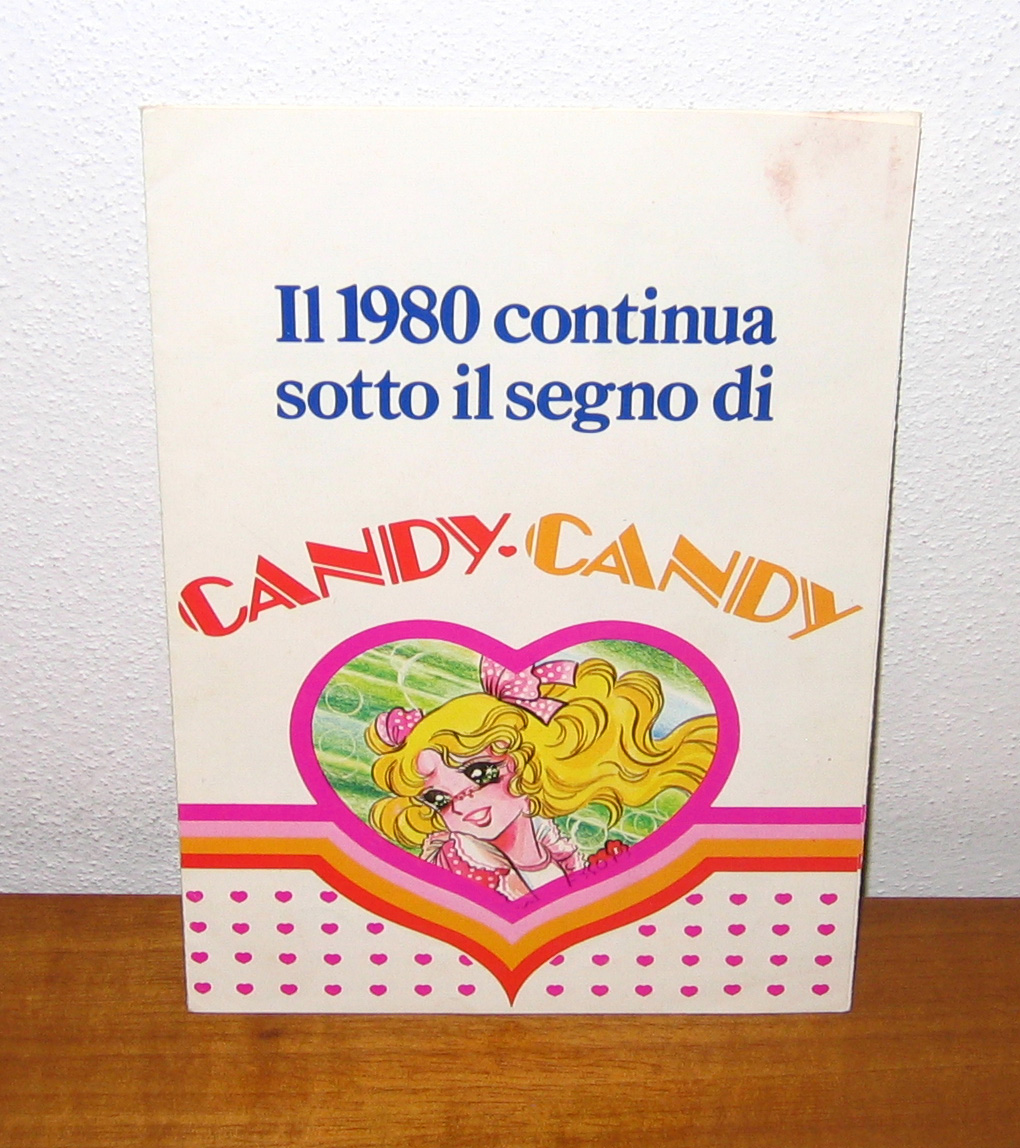 Il 1980 continua
sotto il segno di
CANDY CANDY